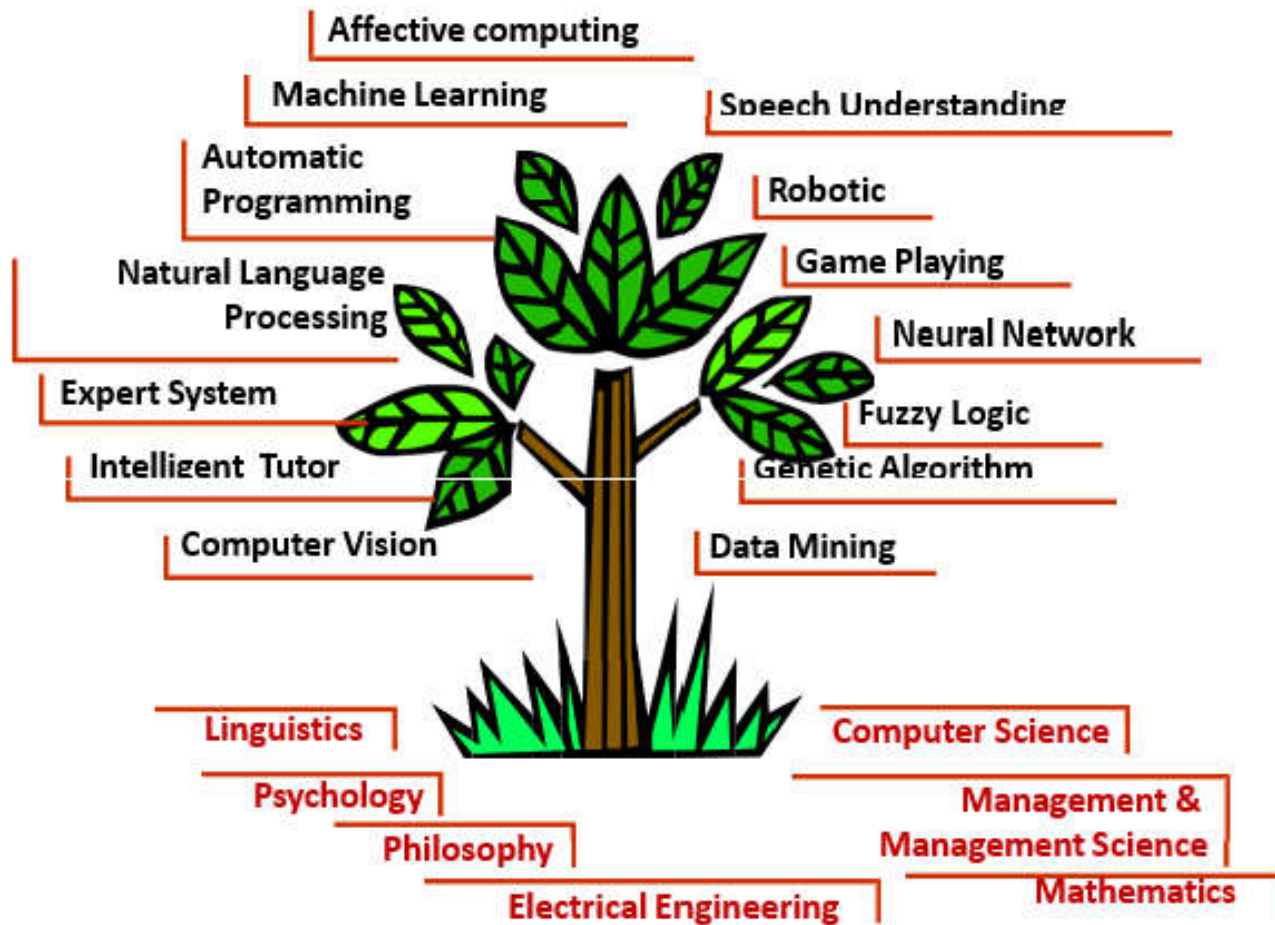 Affective computing
Machine Learning
Speech Understanding
Automatic
Programming
Robotic
Natural Language
Processing
Game Playing
Neural Network
Expert System
Fuzzy Logic
Intelligent Tutor
Genetic Algorithm
Computer Vision
Data Mining
Linguistics
Computer Science
Psychology
Management &
Philosophy
Management Science
Electrical Engineering
Mathematics